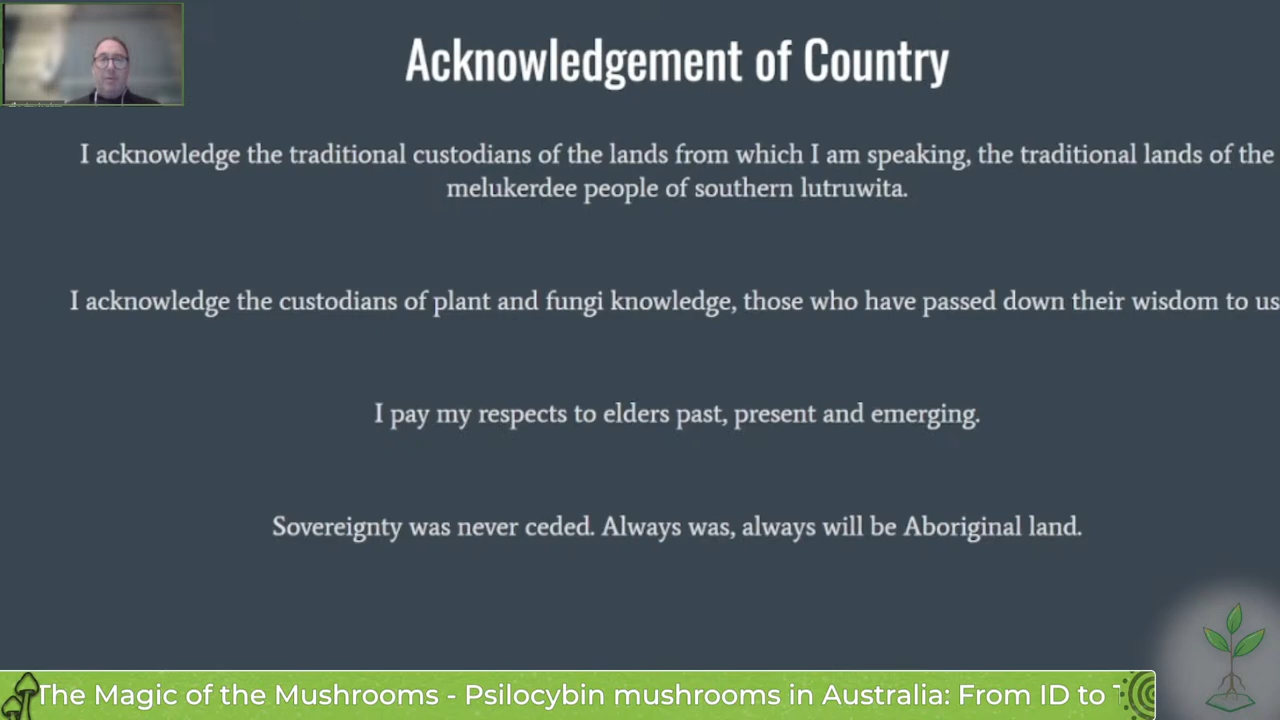 Acknowledgement of Country
I acknowledge the traditional custodians of the lands from which I am speaking, the traditional lands of the
melukerdee people of southern lutruwita.
I acknowledge the custodians of plant and fungi knowledge, those who have passed down their wisdom to us
I pay my respects to elders past, present and emerging.
Sovereignty was never ceded. Always was, always will be Aboriginal land.
The Magic of the Mushrooms - Psilocybin mushrooms in Australia: From ID to